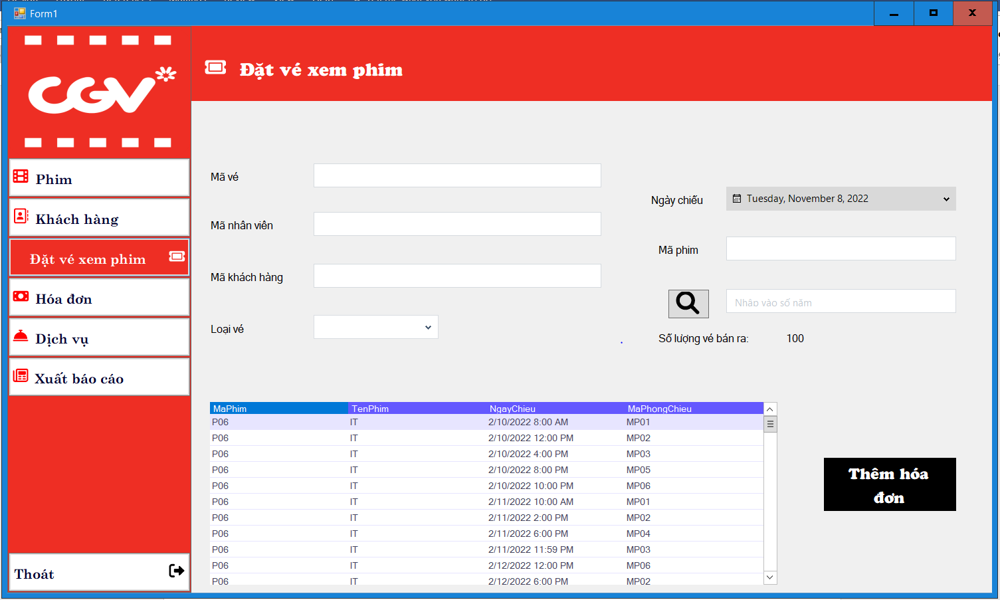 Form1
CGV
Đặt vé xem phim
Phim
Khách hàng
Đặt vé xem phim
Hóa đơn
Dịch vụ
Xuất báo cáo
Thoát
Mã vé
Mã nhân viên
Mã khách hàng
Loại vé
Ngày chiếu
Tuesday, November 8, 2022
Mã phim
Nhập vào số năm
Số lượng vé bán ra: 100
MaPhim TenPhim NgayChieu MaPhongChieu
P06 IT 2/10/2022 8:00 AM MP01
P06 IT 2/10/2022 12:00 PM MP02
P06 IT 2/10/2022 4:00 PM MP03
P06 IT 2/10/2022 8:00 PM MP05
P06 IT 2/10/2022 10:00 PM MP06
P06 IT 2/11/2022 10:00 AM MP01
P06 IT 2/11/2022 2:00 PM MP02
P06 IT 2/11/2022 6:00 PM MP04
P06 IT 2/11/2022 11:59 PM MP03
P06 IT 2/12/2022 12:00 PM MP06
P06 IT 2/12/2022 6:00 PM MP02
Thêm hóa
đơn